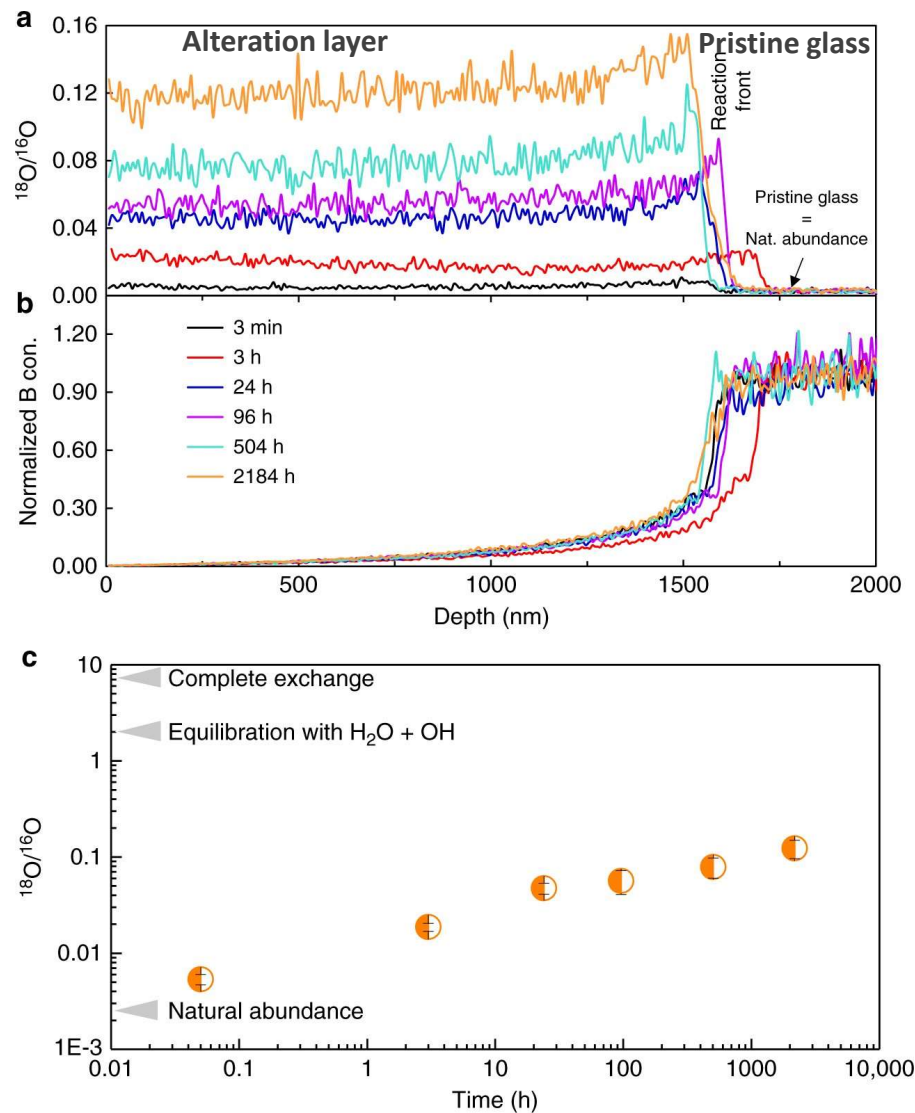 a
Alteration layer
Pristine glass
Reaction
front
Pristine glass
=
Nat. abundance
0.16
0.12
0.08
0.04
0.00
¹⁸O/¹⁶O
b
3 min
3 h
24 h
96 h
504 h
2184 h
1.20
0.90
0.60
0.30
0.00
Normalized B con.
0
500
1000
1500
2000
Depth (nm)
c
Complete exchange
Equilibration with H₂O + OH
Natural abundance
10
1
0.1
0.01
1E-3
¹⁸O/¹⁶O
0.01
0.1
1
10
100
1000
10,000
Time (h)